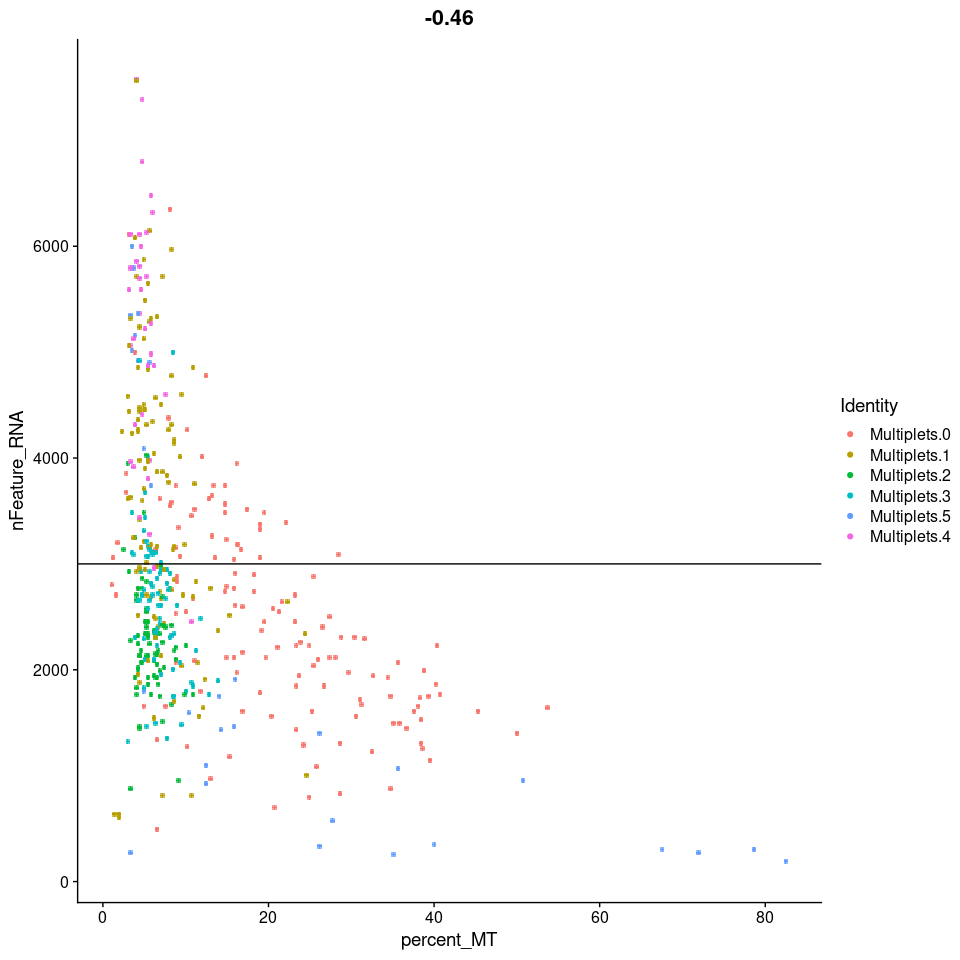 -0.46
nFeature_RNA
6000
4000
2000
0
0 20 40 60 80
percent_MT
Identity
Multiplets.0
Multiplets.1
Multiplets.2
Multiplets.3
Multiplets.5
Multiplets.4